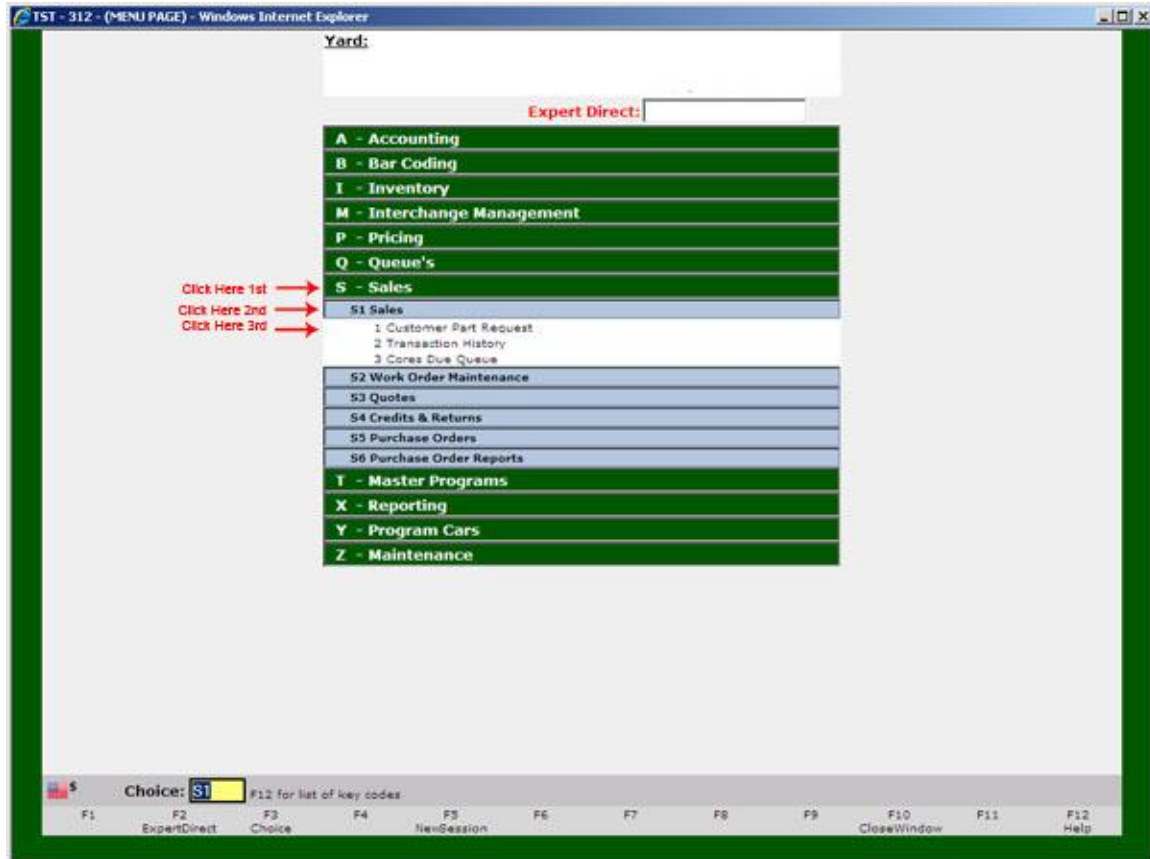 TST - 312 - (MENU PAGE) - Windows Internet Explorer
Yard:
Expert Direct:
A - Accounting
B - Bar Coding
I - Inventory
M - Interchange Management
P - Pricing
Q - Queue's
Click Here 1st S - Sales
Click Here 2nd S1 Sales
Click Here 3rd 1 Customer Part Request
2 Transaction History
3 Cores Due Queue
S2 Work Order Maintenance
S3 Quotes
S4 Credits & Returns
S5 Purchase Orders
S6 Purchase Order Reports
T - Master Programs
X - Reporting
Y - Program Cars
Z - Maintenance
$ Choice: S1 F12 for list of key codes
F1 F2 F3 F4 F5 F6 F7 F8 F9 F10 F11 F12
ExpertDirect Choice NewSession CloseWindow Help